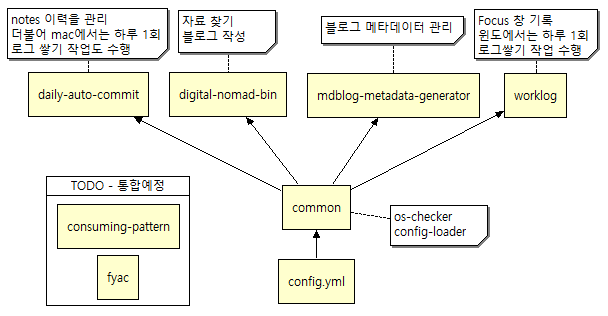 notes 이력을 관리
더불어 mac에서는 하루 1회
로그 쌓기 작업도 수행
자료 찾기
블로그 작성
블로그 메타데이터 관리
Focus 창 기록
윈도에서는 하루 1회
로그쌓기 작업 수행
daily-auto-commit
digital-nomad-bin
mdblog-metadata-generator
worklog
TODO - 통합예정
consuming-pattern
fyac
common
os-checker
config-loader
config.yml